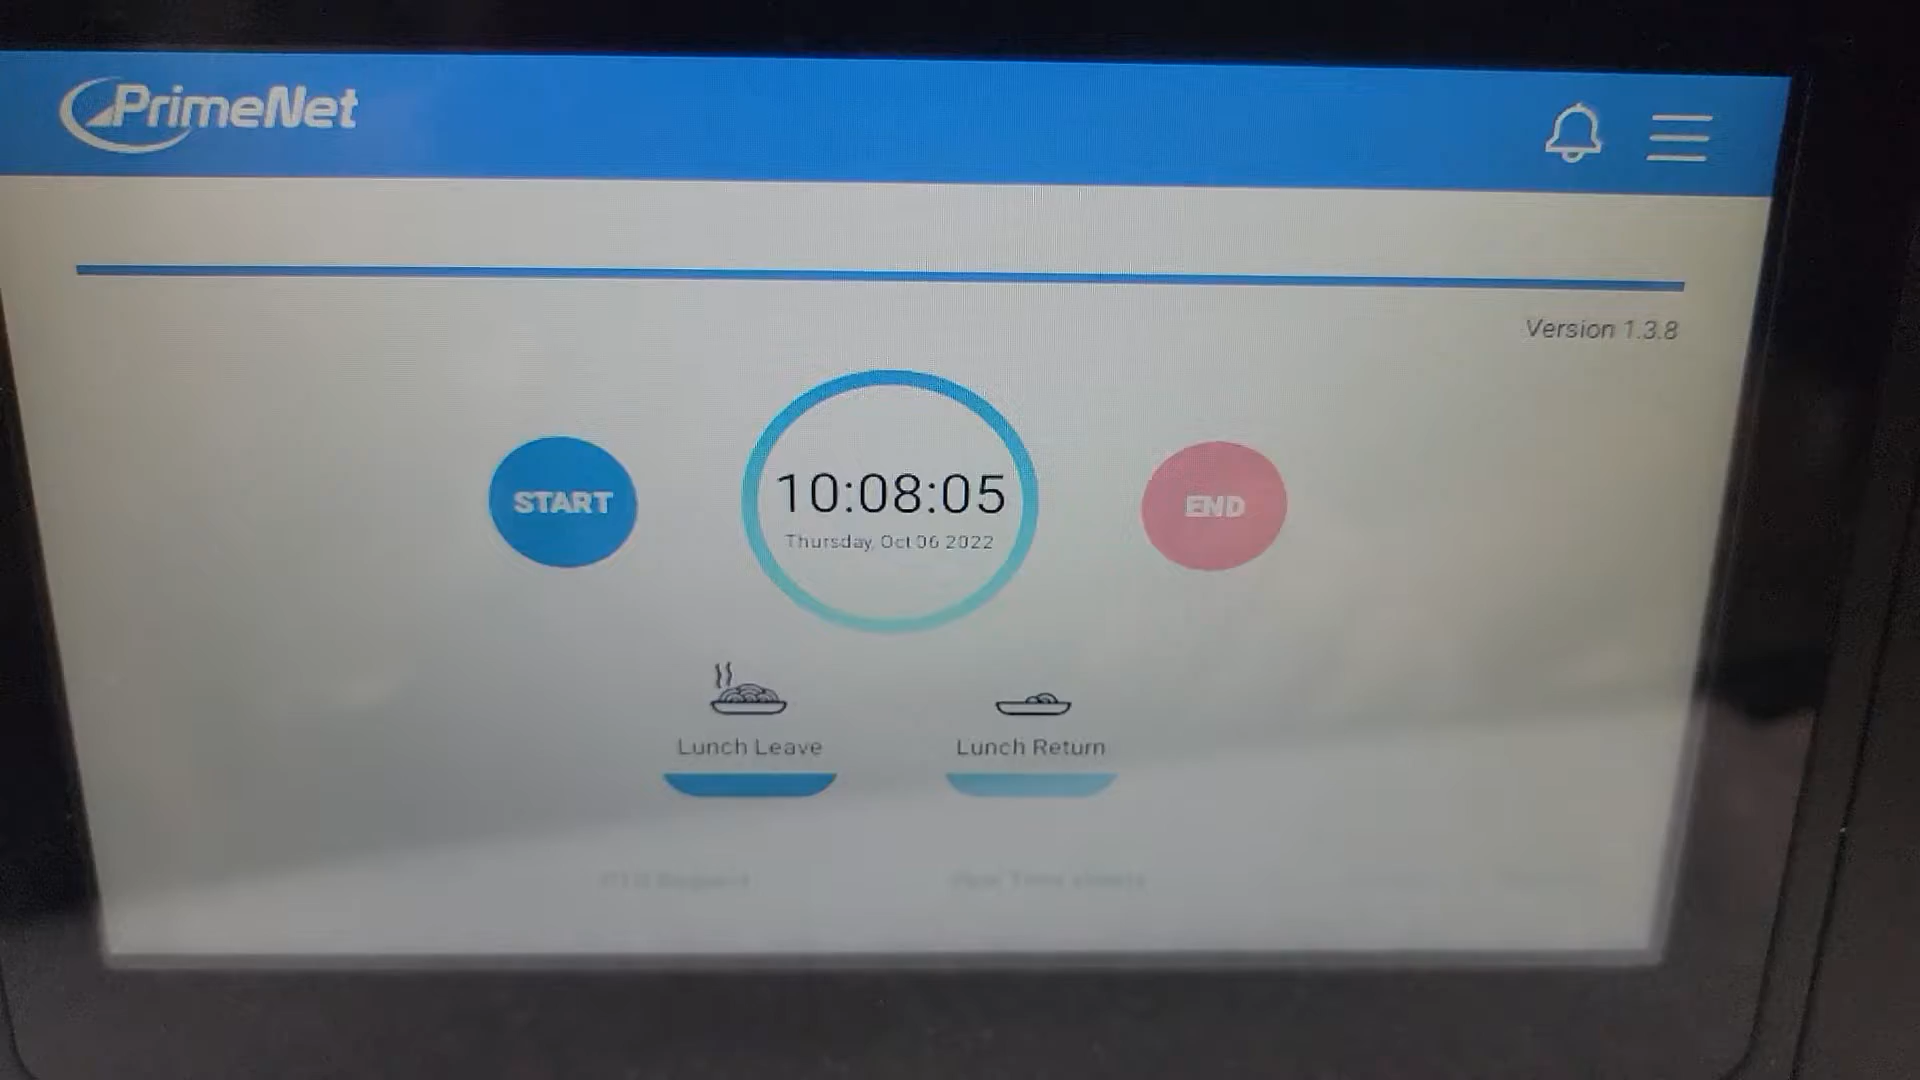 PrimeNet
Version 1.3.8
START
10:08:05
Thursday, Oct 06 2022
END
Lunch Leave
Lunch Return